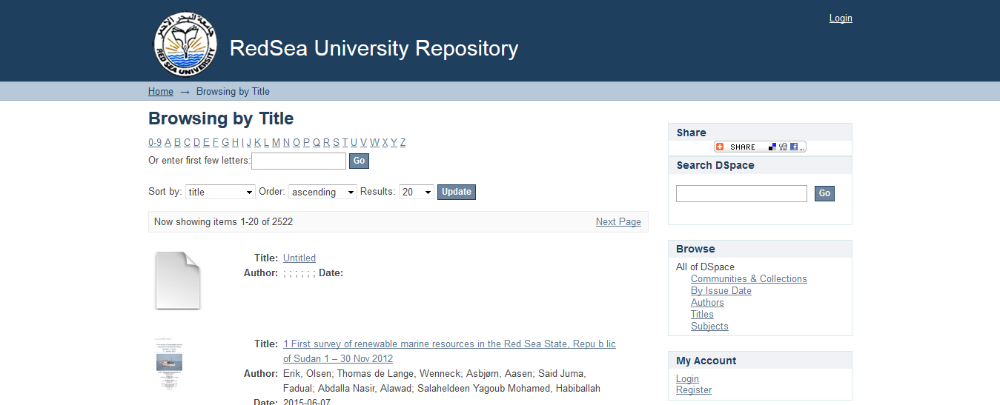 جامعة البحر الأحمر
RED SEA UNIVERSITY
RedSea University Repository
Login
Home → Browsing by Title
Browsing by Title
0-9 A B C D E F G H I J K L M N O P Q R S T U V W X Y Z
Or enter first few letters: Go
Sort by: title Order: ascending Results: 20 Update
Now showing items 1-20 of 2522 Next Page
Title: Untitled
Author: ; ; ; ; ; ; Date:
Title: 1 First survey of renewable marine resources in the Red Sea State, Repu b lic
of Sudan 1 – 30 Nov 2012
Author: Erik, Olsen; Thomas de Lange, Wenneck; Asbjørn, Aasen; Said Juma,
Fadual; Abdalla Nasir, Alawad; Salaheldeen Yagoub Mohamed, Habiballah
Date: 2015-06-07
Share
SHARE ...
Search DSpace
Go
Browse
All of DSpace
Communities & Collections
By Issue Date
Authors
Titles
Subjects
My Account
Login
Register